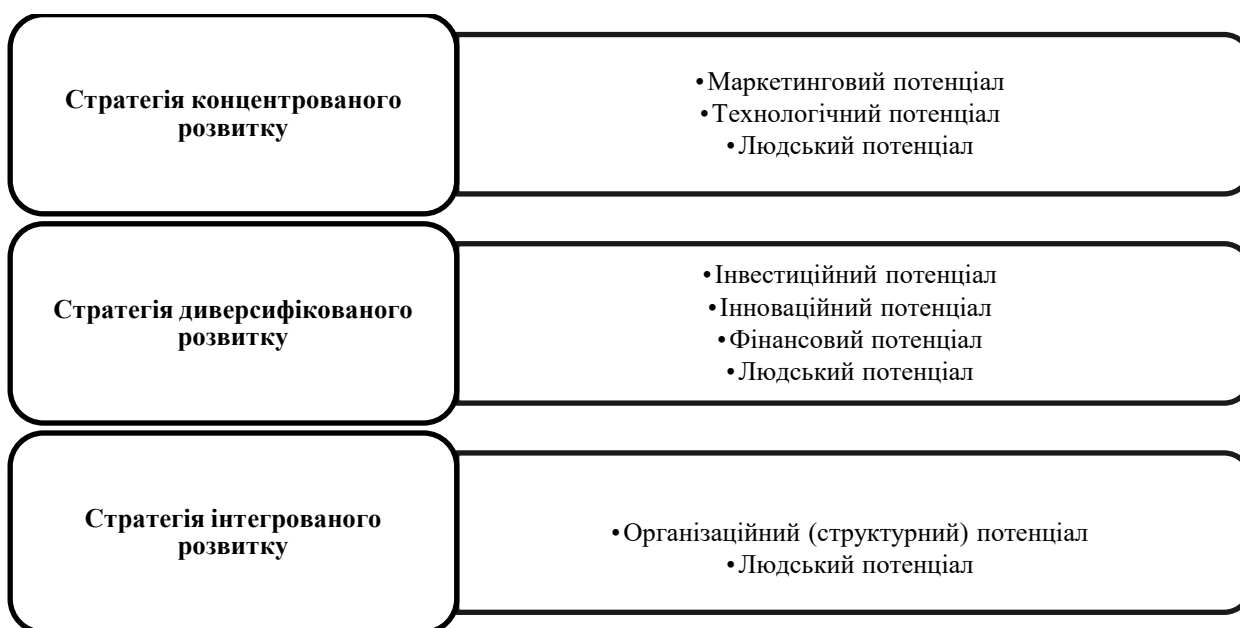 Стратегія концентрованого
розвитку
•Маркетинговий потенціал
•Технологічний потенціал
•Людський потенціал
Стратегія диверсифікованого
розвитку
•Інвестиційний потенціал
•Інноваційний потенціал
•Фінансовий потенціал
•Людський потенціал
Стратегія інтегрованого
розвитку
•Організаційний (структурний) потенціал
•Людський потенціал